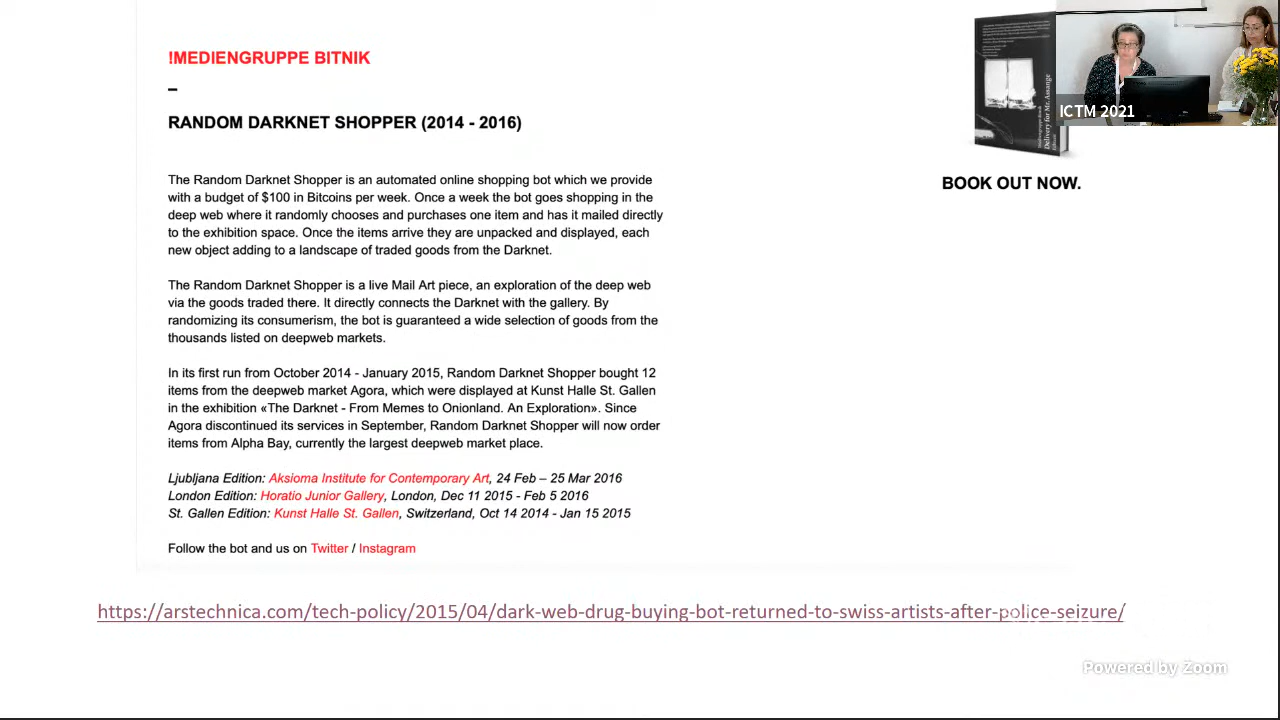 !MEDIENGRUPPE BITNIK
–
RANDOM DARKNET SHOPPER (2014 - 2016)
The Random Darknet Shopper is an automated online shopping bot which we provide
with a budget of $100 in Bitcoins per week. Once a week the bot goes shopping in the
deep web where it randomly chooses and purchases one item and has it mailed directly
to the exhibition space. Once the items arrive they are unpacked and displayed, each
new object adding to a landscape of traded goods from the Darknet.
The Random Darknet Shopper is a live Mail Art piece, an exploration of the deep web
via the goods traded there. It directly connects the Darknet with the gallery. By
randomizing its consumerism, the bot is guaranteed a wide selection of goods from the
thousands listed on deepweb markets.
In its first run from October 2014 - January 2015, Random Darknet Shopper bought 12
items from the deepweb market Agora, which were displayed at Kunst Halle St. Gallen
in the exhibition «The Darknet - From Memes to Onionland. An Exploration». Since
Agora discontinued its services in September, Random Darknet Shopper will now order
items from Alpha Bay, currently the largest deepweb market place.
Ljubljana Edition: Aksioma Institute for Contemporary Art, 24 Feb – 25 Mar 2016
London Edition: Horatio Junior Gallery, London, Dec 11 2015 - Feb 5 2016
St. Gallen Edition: Kunst Halle St. Gallen, Switzerland, Oct 14 2014 - Jan 15 2015
Follow the bot and us on Twitter / Instagram
Delivery for Mr. Assange
BOOK OUT NOW.
ICTM 2021
https://arstechnica.com/tech-policy/2015/04/dark-web-drug-buying-bot-returned-to-swiss-artists-after-police-seizure/
Powered by Zoom